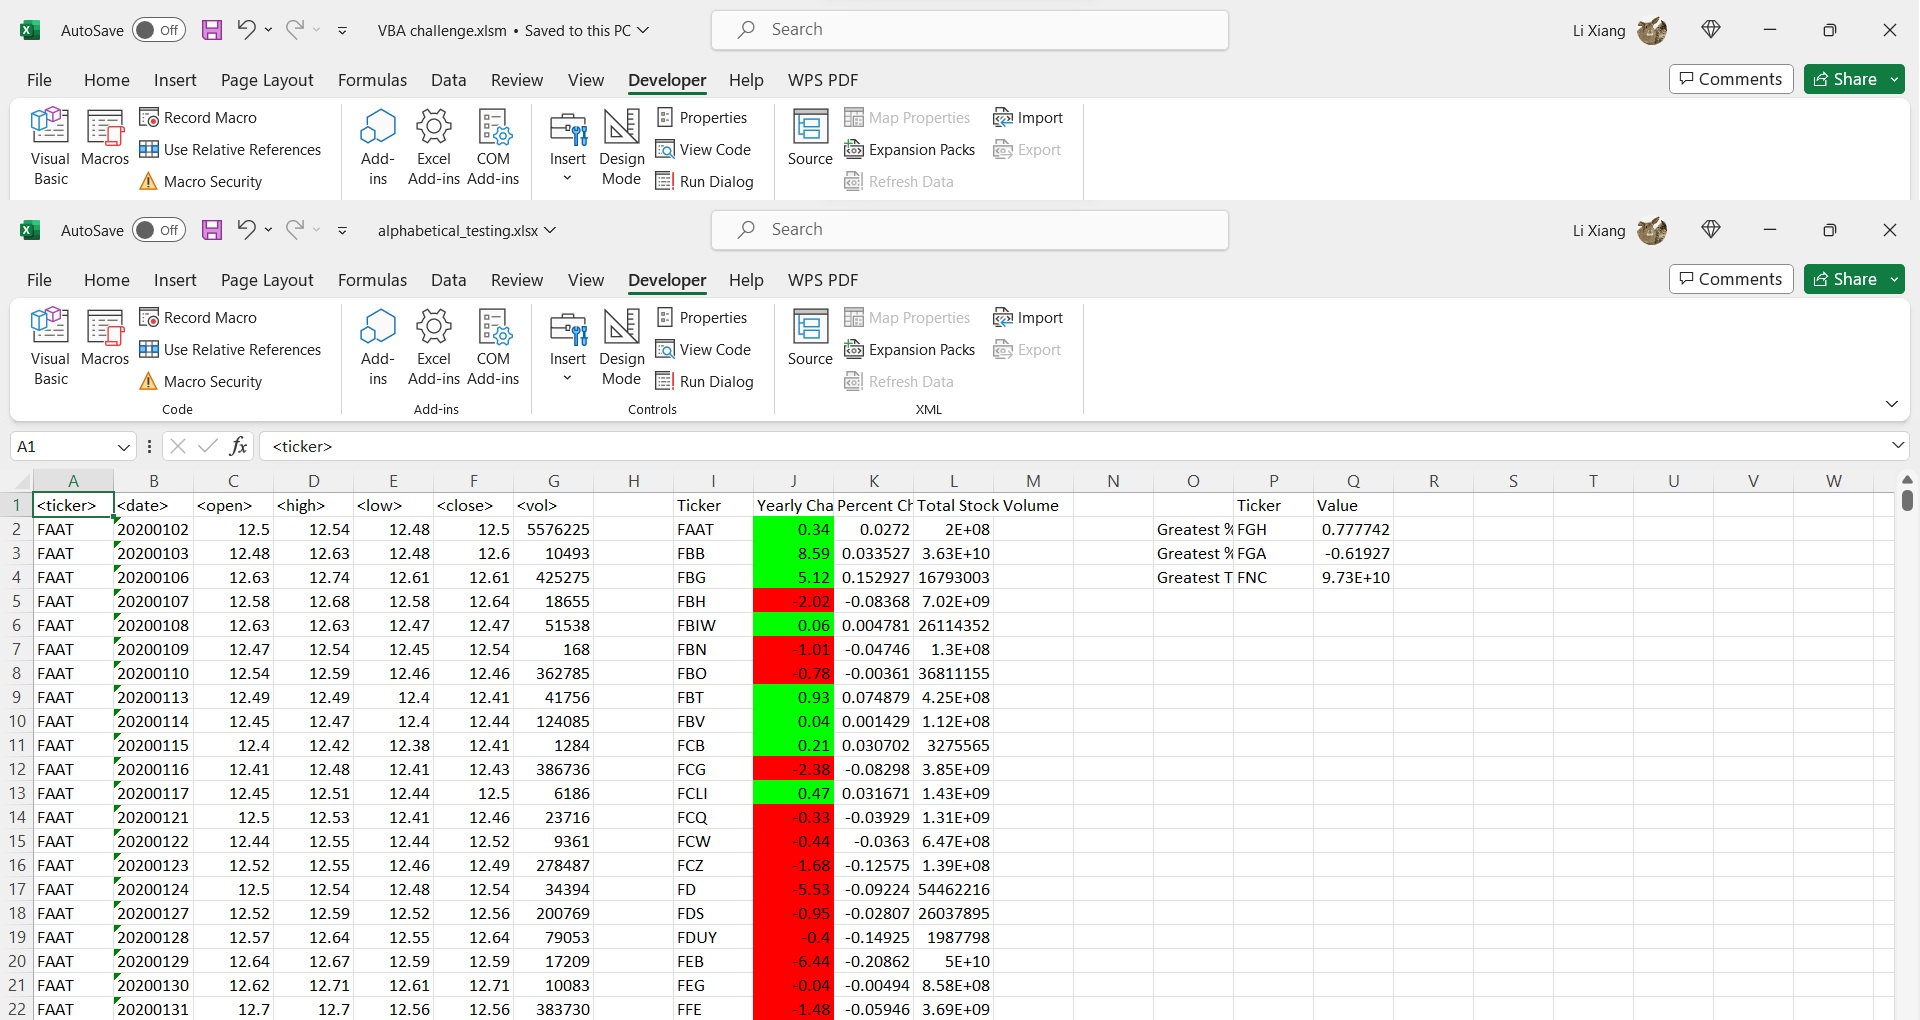 AutoSave Off VBA challenge.xlsm • Saved to this PC Search Li Xiang
File Home Insert Page Layout Formulas Data Review View Developer Help WPS PDF Comments Share
Visual Basic Macros Record Macro Use Relative References Macro Security Add-ins Excel Add-ins COM Add-ins Insert Design Mode Properties View Code Run Dialog Source Map Properties Expansion Packs Refresh Data Import Export
AutoSave Off alphabetical_testing.xlsx Search Li Xiang
File Home Insert Page Layout Formulas Data Review View Developer Help WPS PDF Comments Share
Visual Basic Macros Record Macro Use Relative References Macro Security Add-ins Excel Add-ins COM Add-ins Insert Design Mode Properties View Code Run Dialog Source Map Properties Expansion Packs Refresh Data Import Export
Code Add-ins Controls XML
A1 fx <ticker>
A B C D E F G H I J K L M N O P Q R S T U V W
1 <ticker> <date> <open> <high> <low> <close> <vol> Ticker Yearly Cha Percent Ch Total Stock Volume Ticker Value
2 FAAT 20200102 12.5 12.54 12.48 12.5 5576225 FAAT 0.34 0.0272 2E+08 Greatest % FGH 0.777742
3 FAAT 20200103 12.48 12.63 12.48 12.6 10493 FBB 8.59 0.033527 3.63E+10 Greatest % FGA -0.61927
4 FAAT 20200106 12.63 12.74 12.61 12.61 425275 FBG 5.12 0.152927 16793003 Greatest T FNC 9.73E+10
5 FAAT 20200107 12.58 12.68 12.58 12.64 18655 FBH -2.02 -0.08368 7.02E+09
6 FAAT 20200108 12.63 12.63 12.47 12.47 51538 FBIW 0.06 0.004781 26114352
7 FAAT 20200109 12.47 12.54 12.45 12.54 168 FBN -1.01 -0.04746 1.3E+08
8 FAAT 20200110 12.54 12.59 12.46 12.46 362785 FBO -0.78 -0.00361 36811155
9 FAAT 20200113 12.49 12.49 12.4 12.41 41756 FBT 0.93 0.074879 4.25E+08
10 FAAT 20200114 12.45 12.47 12.4 12.44 124085 FBV 0.04 0.001429 1.12E+08
11 FAAT 20200115 12.4 12.42 12.38 12.41 1284 FCB 0.21 0.030702 3275565
12 FAAT 20200116 12.41 12.48 12.41 12.43 386736 FCG -2.38 -0.08298 3.85E+09
13 FAAT 20200117 12.45 12.51 12.44 12.5 6186 FCLI 0.47 0.031671 1.43E+09
14 FAAT 20200121 12.5 12.53 12.41 12.46 23716 FCQ -0.33 -0.03929 1.31E+09
15 FAAT 20200122 12.44 12.55 12.44 12.52 9361 FCW -0.44 -0.0363 6.47E+08
16 FAAT 20200123 12.52 12.55 12.46 12.49 278487 FCZ -1.68 -0.12575 1.39E+08
17 FAAT 20200124 12.5 12.54 12.48 12.54 34394 FD -5.53 -0.09224 54462216
18 FAAT 20200127 12.52 12.59 12.52 12.56 200769 FDS -0.95 -0.02807 26037895
19 FAAT 20200128 12.57 12.64 12.55 12.64 79053 FDUY -0.4 -0.14925 1987798
20 FAAT 20200129 12.64 12.67 12.59 12.59 17209 FEB -6.44 -0.20862 5E+10
21 FAAT 20200130 12.62 12.71 12.61 12.71 10083 FEG -0.04 -0.00494 8.58E+08
22 FAAT 20200131 12.7 12.7 12.56 12.56 383730 FFE -1.48 -0.05946 3.69E+09